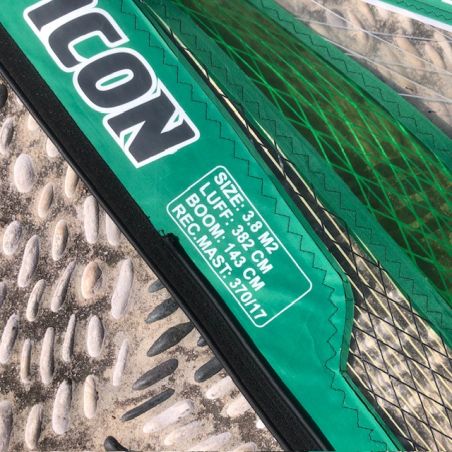 ICON
SIZE: 3.8 M2
LUFF: 382 CM
BOOM: 143 CM
REC.MAST: 370/17